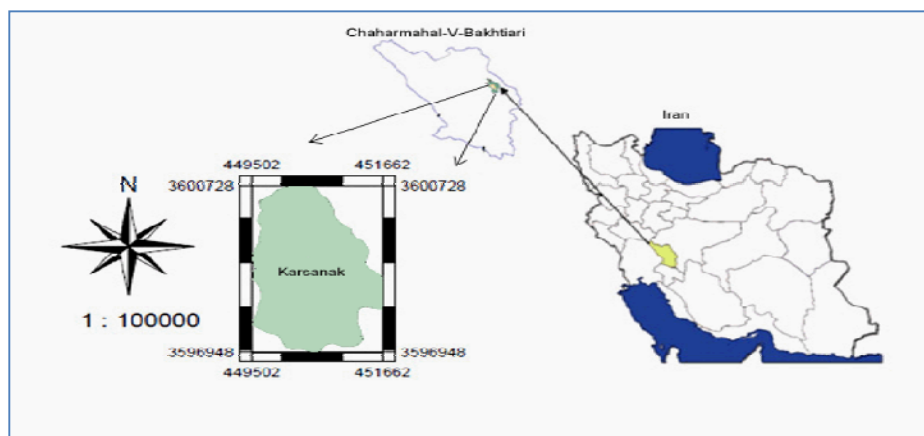 Chaharmahal-V-Bakhtiari
Iran
449502 451662
3600728 3600728
N
Karsanak
1 : 100000
3596948 3596948
449502 451662